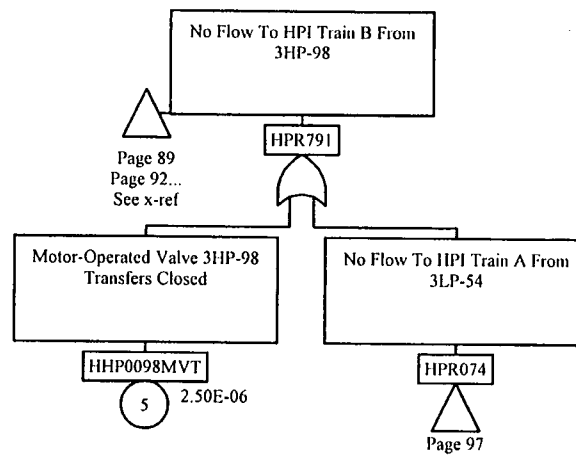 No Flow To HPI Train B From
3HP-98
HPR791
Page 89
Page 92...
See x-ref
Motor-Operated Valve 3HP-98
Transfers Closed
HHP0098MVT
5
2.50E-06
No Flow To HPI Train A From
3LP-54
HPR074
Page 97